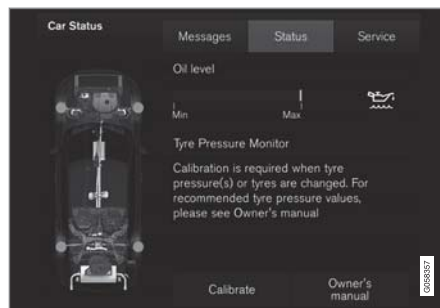 Car Status
Messages
Status
Service
Oil level
Min
Max
Tyre Pressure Monitor
Calibration is required when tyre
pressure(s) or tyres are changed. For
recommended tyre pressure values,
please see Owner's manual
Calibrate
Owner's
manual
G058357